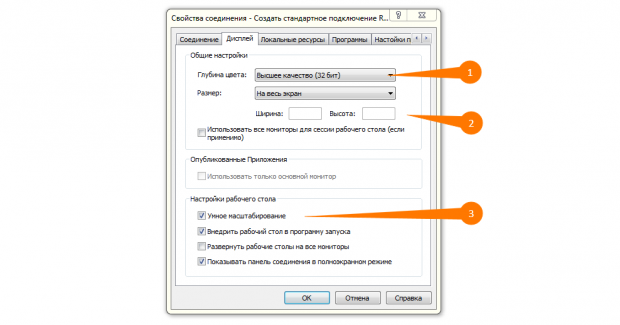 Свойства соединения - Создать стандартное подключение R...
Соединение Дисплей Локальные ресурсы Программы Настойки п
Общие настройки
Глубина цвета: Высшее качество (32 бит)
1
Размер: На весь экран
Ширина: Высота:
2
Использовать все мониторы для сессии рабочего стола (если
применимо)
Опубликованные Приложения
Использовать только основной монитор
Настройки рабочего стола
Умное масштабирование
3
Внедрить рабочий стол в программу запуска
Развернуть рабочие столы на все мониторы
Показывать панель соединения в полноэкранном режиме
OK Отмена Справка